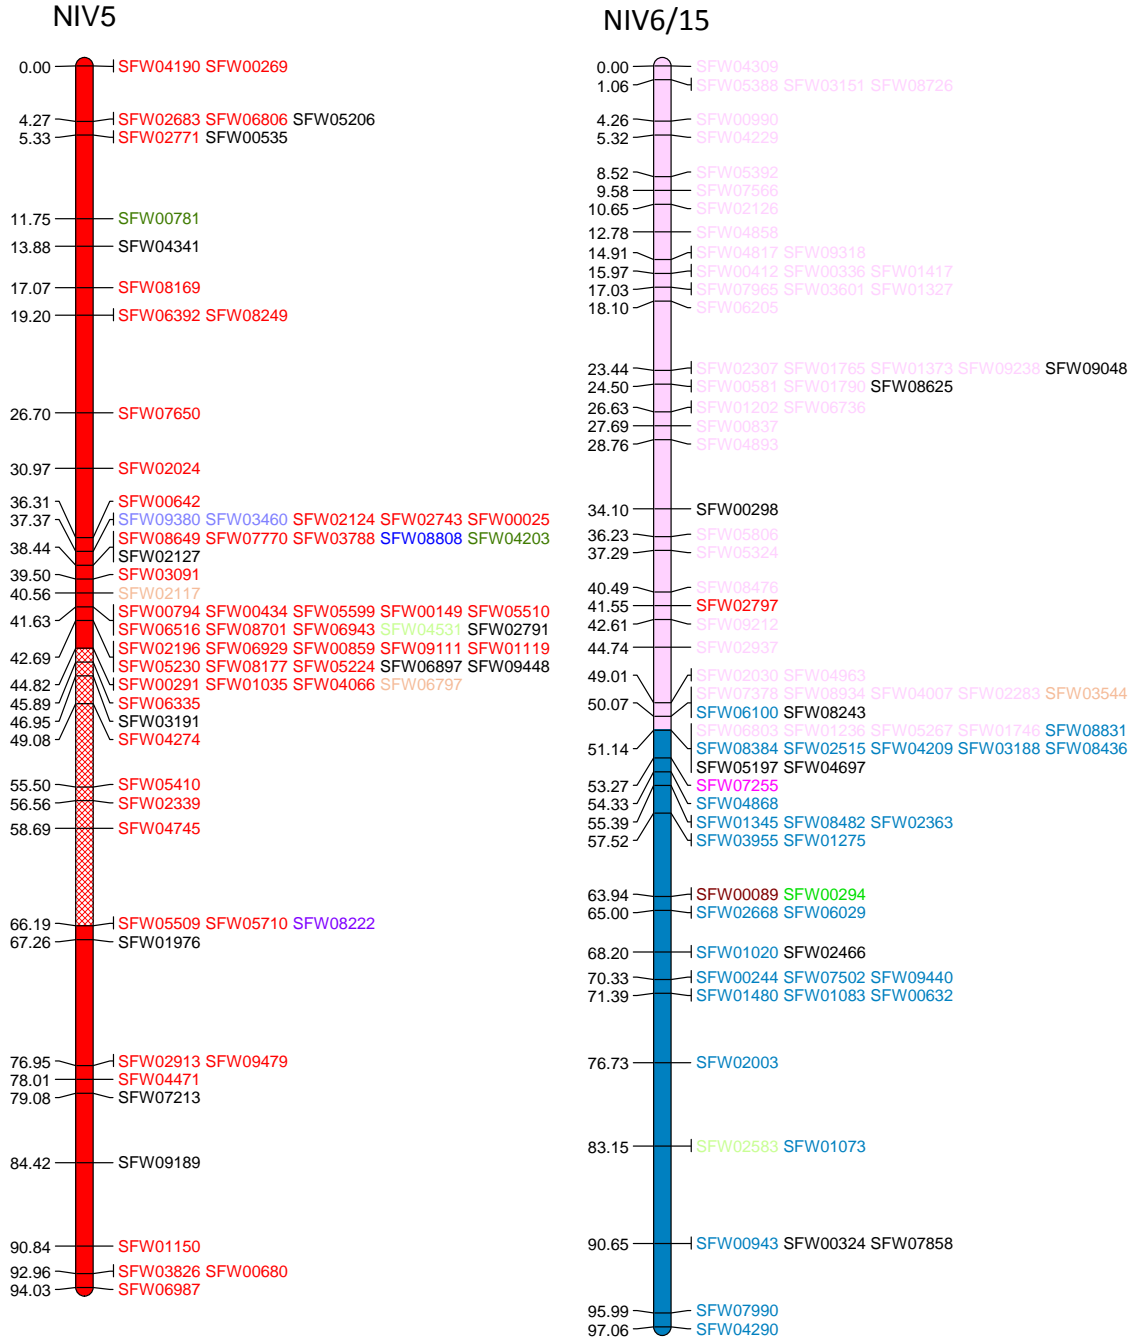 NIV5
0.00 SFW04190 SFW00269
4.27 SFW02683 SFW06806 SFW05206
5.33 SFW02771 SFW00535
11.75 SFW00781
13.88 SFW04341
17.07 SFW08169
19.20 SFW06392 SFW08249
26.70 SFW07650
30.97 SFW02024
36.31 SFW00642
37.37 SFW09380 SFW03460 SFW02124 SFW02743 SFW00025
38.44 SFW08649 SFW07770 SFW03788 SFW08808 SFW04203
SFW02127
39.50 SFW03091
40.56 SFW02117
41.63 SFW00794 SFW00434 SFW05599 SFW00149 SFW05510
SFW06516 SFW08701 SFW06943 SFW04531 SFW02791
42.69 SFW02196 SFW06929 SFW00859 SFW09111 SFW01119
SFW05230 SFW08177 SFW05224 SFW06897 SFW09448
44.82 SFW00291 SFW01035 SFW04066 SFW06797
45.89 SFW06335
46.95 SFW03191
49.08 SFW04274
55.50 SFW05410
56.56 SFW02339
58.69 SFW04745
66.19 SFW05509 SFW05710 SFW08222
67.26 SFW01976
76.95 SFW02913 SFW09479
78.01 SFW04471
79.08 SFW07213
84.42 SFW09189
90.84 SFW01150
92.96 SFW03826 SFW00680
94.03 SFW06987
NIV6/15
0.00 SFW04309
1.06 SFW05388 SFW03151 SFW08726
4.26 SFW00990
5.32 SFW04229
8.52 SFW05392
9.58 SFW07566
10.65 SFW02126
12.78 SFW04858
14.91 SFW04817 SFW09318
15.97 SFW00412 SFW00336 SFW01417
17.03 SFW07965 SFW03601 SFW01327
18.10 SFW06205
23.44 SFW02307 SFW01765 SFW01373 SFW09238 SFW09048
24.50 SFW00581 SFW01790 SFW08625
26.63 SFW01202 SFW06736
27.69 SFW00837
28.76 SFW04893
34.10 SFW00298
36.23 SFW05806
37.29 SFW05324
40.49 SFW08476
41.55 SFW02797
42.61 SFW09212
44.74 SFW02937
49.01 SFW02030 SFW04963
50.07 SFW07378 SFW08934 SFW04007 SFW02283 SFW03544
SFW06100 SFW08243
51.14 SFW06803 SFW01236 SFW05267 SFW01746 SFW08831
SFW08384 SFW02515 SFW04209 SFW03188 SFW08436
SFW05197 SFW04697
53.27 SFW07255
54.33 SFW04868
55.39 SFW01345 SFW08482 SFW02363
57.52 SFW03955 SFW01275
63.94 SFW00089 SFW00294
65.00 SFW02668 SFW06029
68.20 SFW01020 SFW02466
70.33 SFW00244 SFW07502 SFW09440
71.39 SFW01480 SFW01083 SFW00632
76.73 SFW02003
83.15 SFW02583 SFW01073
90.65 SFW00943 SFW00324 SFW07858
95.99 SFW07990
97.06 SFW04290